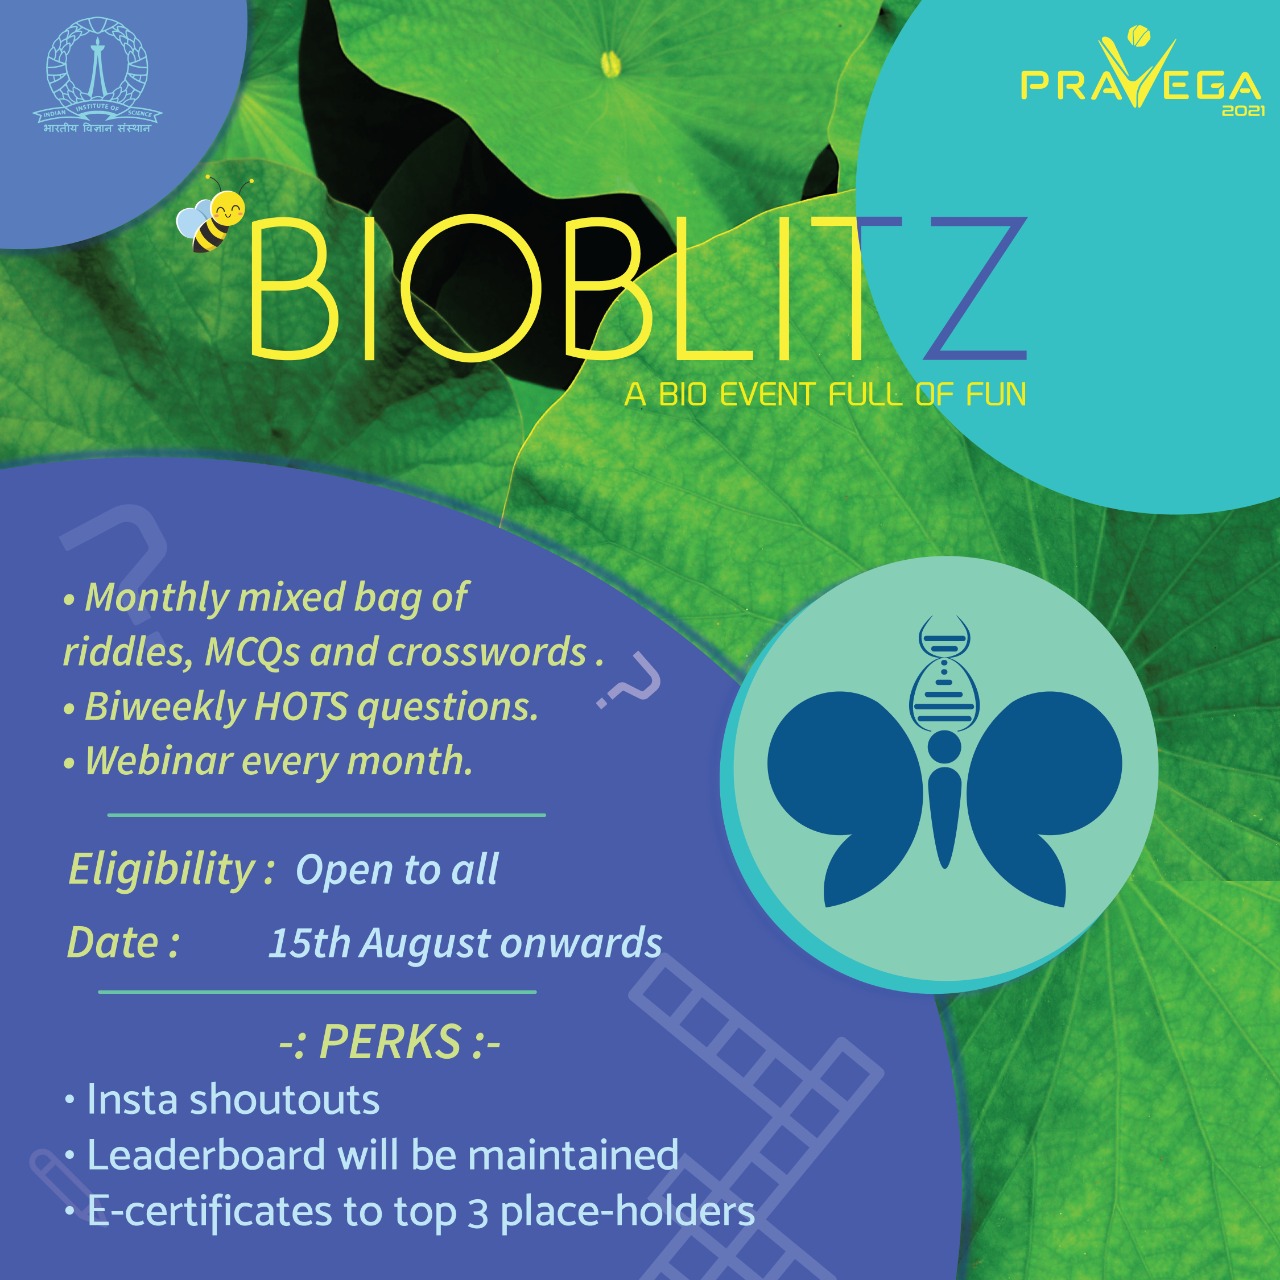 INDIAN INSTITUTE OF SCIENCE
भारतीय विज्ञान संस्थान
PRAVEGA
2021
BIOBLITZ
A BIO EVENT FULL OF FUN
• Monthly mixed bag of
riddles, MCQs and crosswords .
• Biweekly HOTS questions.
• Webinar every month.
Eligibility : Open to all
Date : 15th August onwards
-: PERKS :-
• Insta shoutouts
• Leaderboard will be maintained
• E-certificates to top 3 place-holders